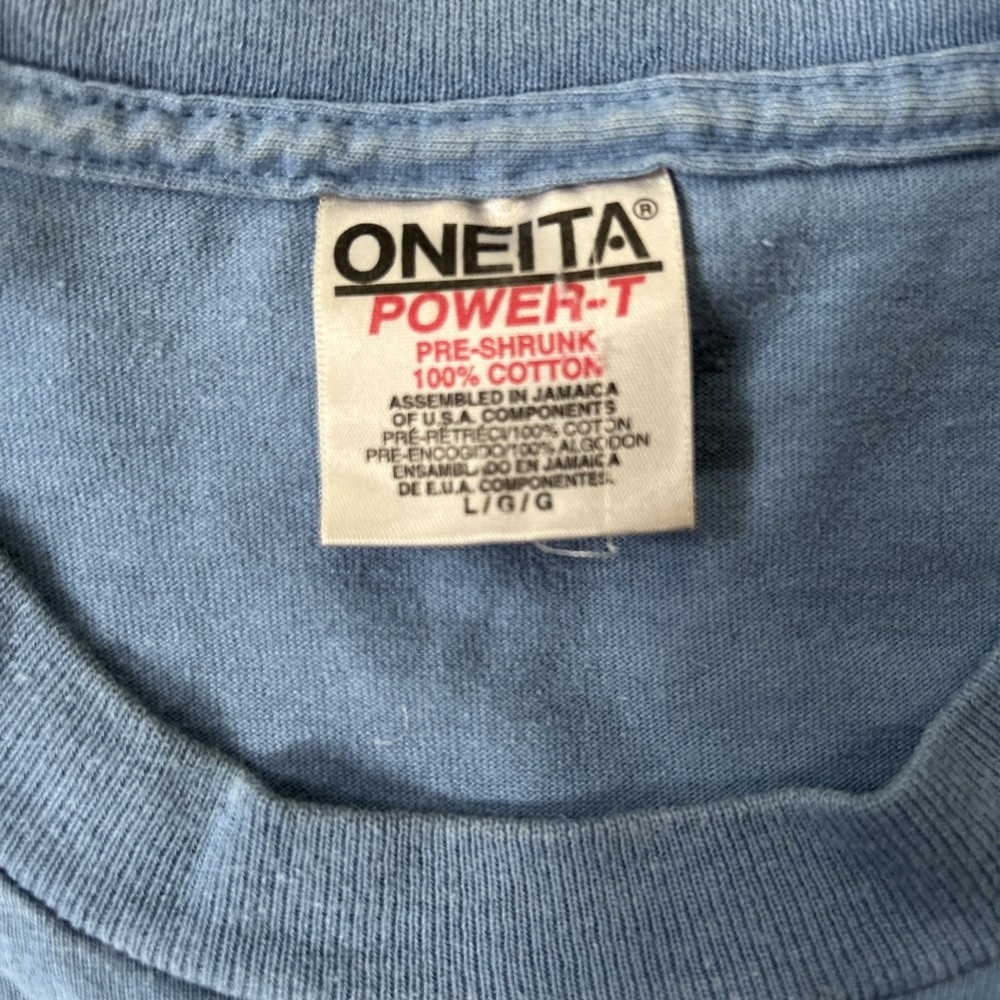 ONEITA®
POWER-T
PRE-SHRUNK
100% COTTON
ASSEMBLED IN JAMAICA
OF U.S.A. COMPONENTS
PRÉ-RÉTRÉCI/100% COTON
PRE-ENCOGIDO/100% ALGODON
ENSAMBLADO EN JAMAICA
DE E.U.A. COMPONENTES.
L/G/G